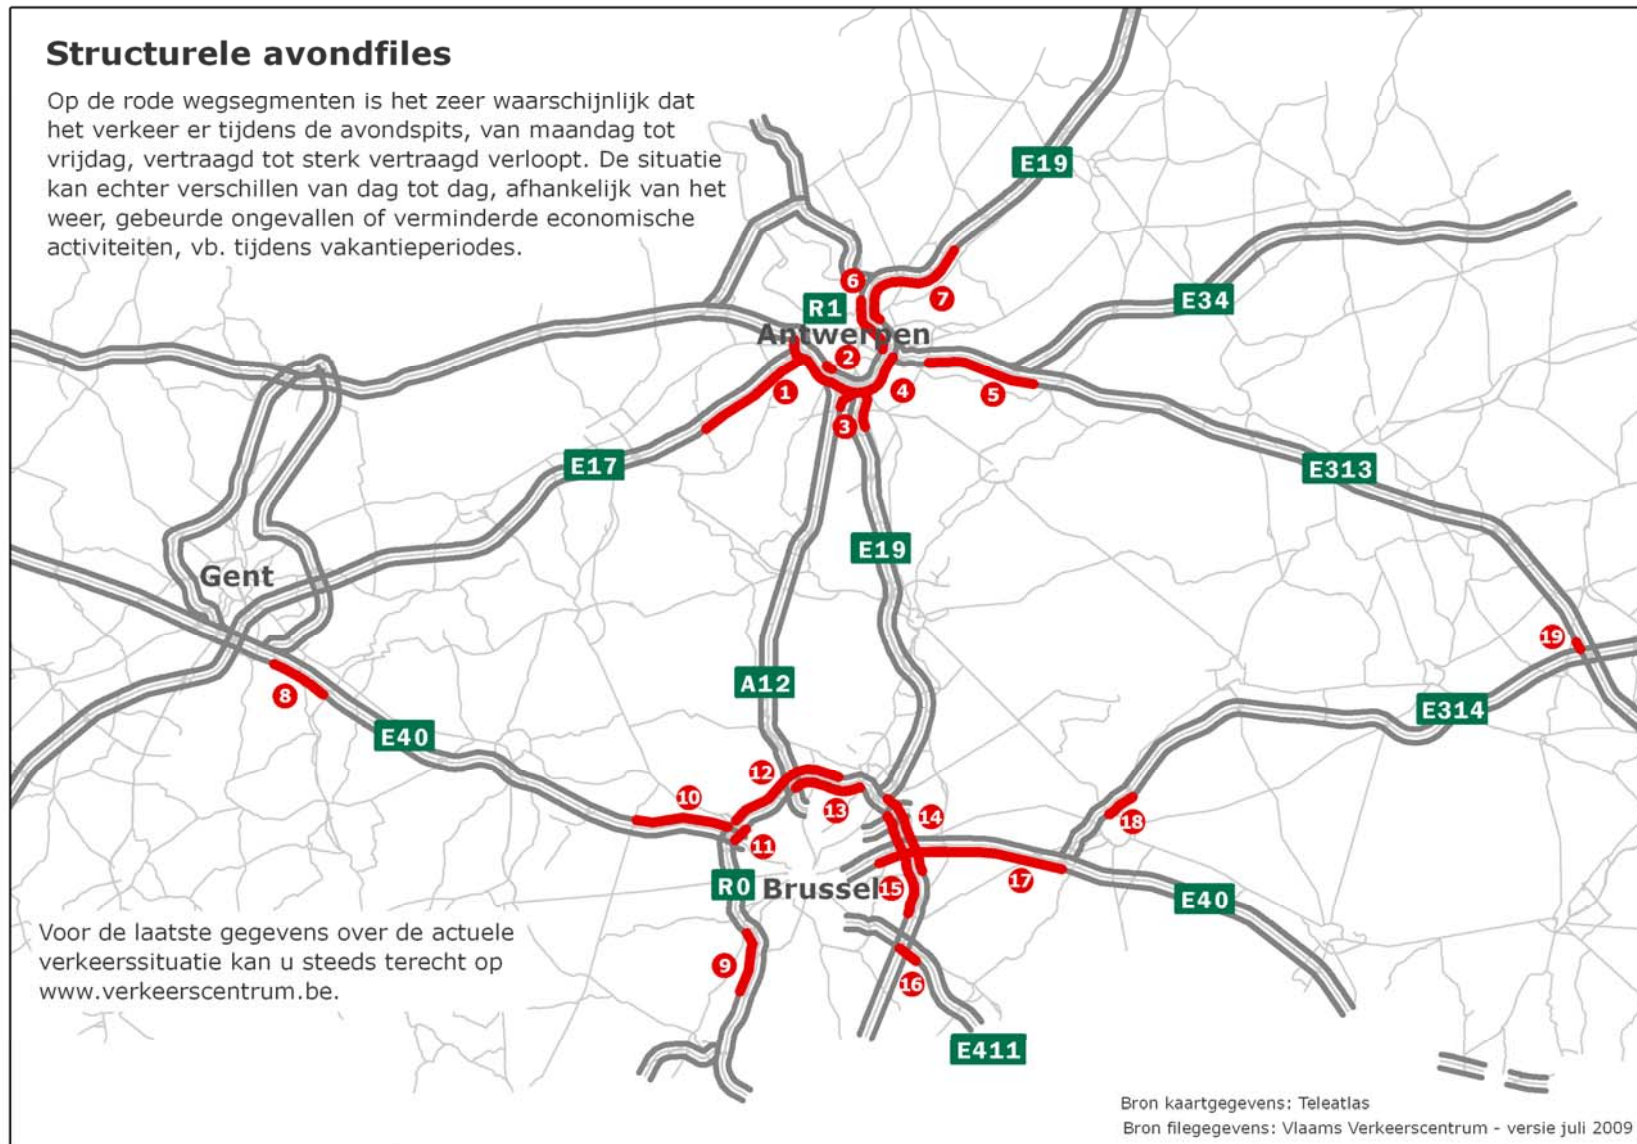 Structurele avondfiles
Op de rode wegsegmenten is het zeer waarschijnlijk dat
het verkeer er tijdens de avondspits, van maandag tot
vrijdag, vertraagd tot sterk vertraagd verloopt. De situatie
kan echter verschillen van dag tot dag, afhankelijk van het
weer, gebeurde ongevallen of verminderde economische
activiteiten, vb. tijdens vakantieperiodes.
E19
6
7
E34
R1
Antwerpen
2
1
4
5
3
E17
E313
E19
Gent
19
8
A12
E314
E40
12
10
13
14
18
11
R0
Brussel
15
17
E40
9
16
E411
Voor de laatste gegevens over de actuele
verkeerssituatie kan u steeds terecht op
www.verkeerscentrum.be.
Bron kaartgegevens: Teleatlas
Bron filegegevens: Vlaams Verkeerscentrum - versie juli 2009